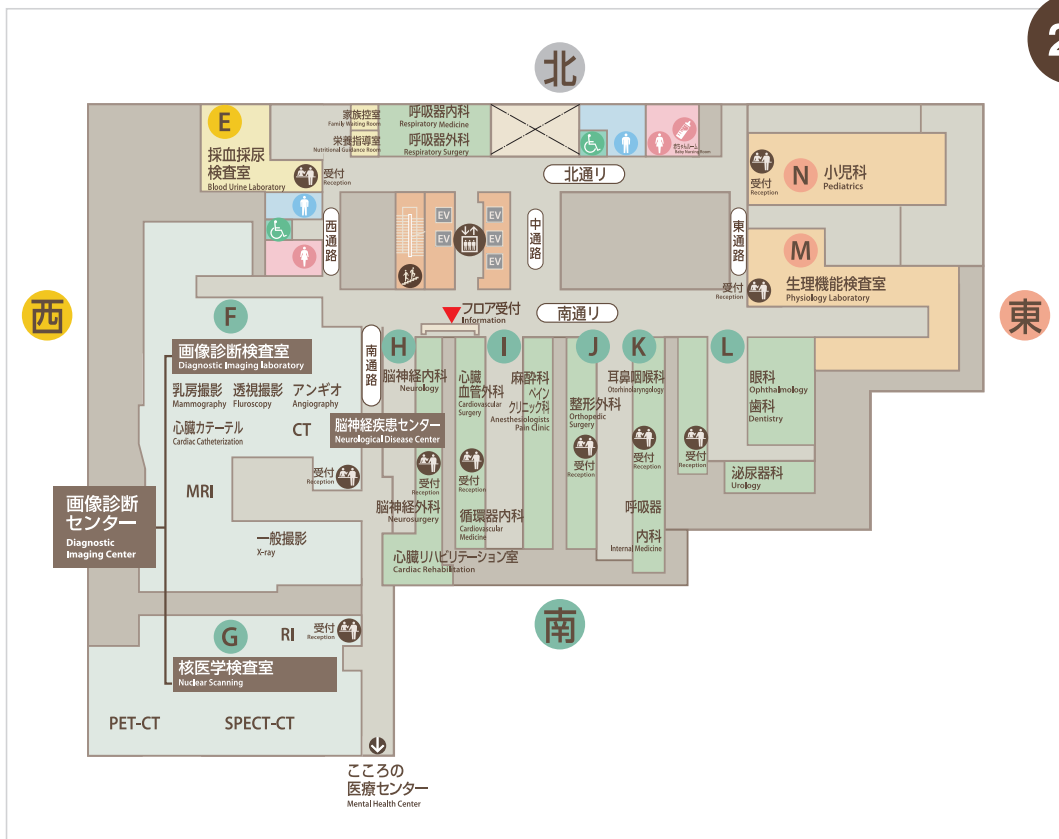 2
北
E
採血採尿
検査室
Blood Urine Laboratory
受付
Reception
家族控室
Family Waiting Room
栄養指導室
Nutritional Guidance Room
呼吸器内科
Respiratory Medicine
呼吸器外科
Respiratory Surgery
赤ちゃんルーム
Baby Nursing Room
北通り
受付
Reception
N
小児科
Pediatrics
西通路
EV
EV
EV
EV
EV
中通路
東通路
M
生理機能検査室
Physiology Laboratory
受付
Reception
西
東
フロア受付
Information
南通り
F
画像診断検査室
Diagnostic Imaging laboratory
乳房撮影
Mammography
透視撮影
Fluroscopy
アンギオ
Angiography
心臓カテーテル
Cardiac Catheterization
CT
受付
Reception
MRI
一般撮影
X-ray
画像診断
センター
Diagnostic
Imaging Center
南通路
H
脳神経内科
Neurology
脳神経疾患センター
Neurological Disease Center
受付
Reception
脳神経外科
Neurosurgery
心臓リハビリテーション室
Cardiac Rehabilitation
I
心臓
血管外科
Cardiovascular
Surgery
受付
Reception
循環器内科
Cardiovascular
Medicine
麻酔科
ペイン
クリニック科
Anesthesiologists
Pain Clinic
J
整形外科
Orthopedic
Surgery
受付
Reception
K
耳鼻咽喉科
Otorhinolaryngology
受付
Reception
呼吸器
内科
Internal Medicine
L
受付
Reception
眼科
Ophthalmology
歯科
Dentistry
泌尿器科
Urology
南
G
RI
受付
Reception
核医学検査室
Nuclear Scanning
PET-CT
SPECT-CT
こころの
医療センター
Mental Health Center